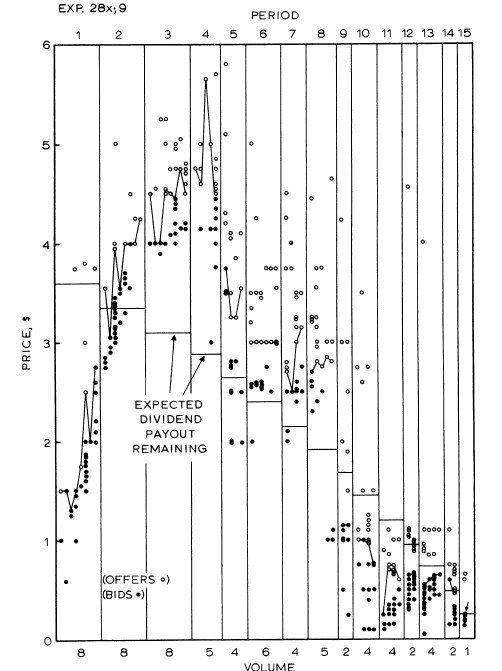 EXP. 28x;9
PERIOD
1 2 3 4 5 6 7 8 9 10 11 12 13 14 15
6
5
4
3
2
1
0
PRICE, $
EXPECTED
DIVIDEND
PAYOUT
REMAINING
(OFFERS o)
(BIDS •)
8 8 8 5 4 6 4 5 2 4 4 2 4 2 1
VOLUME